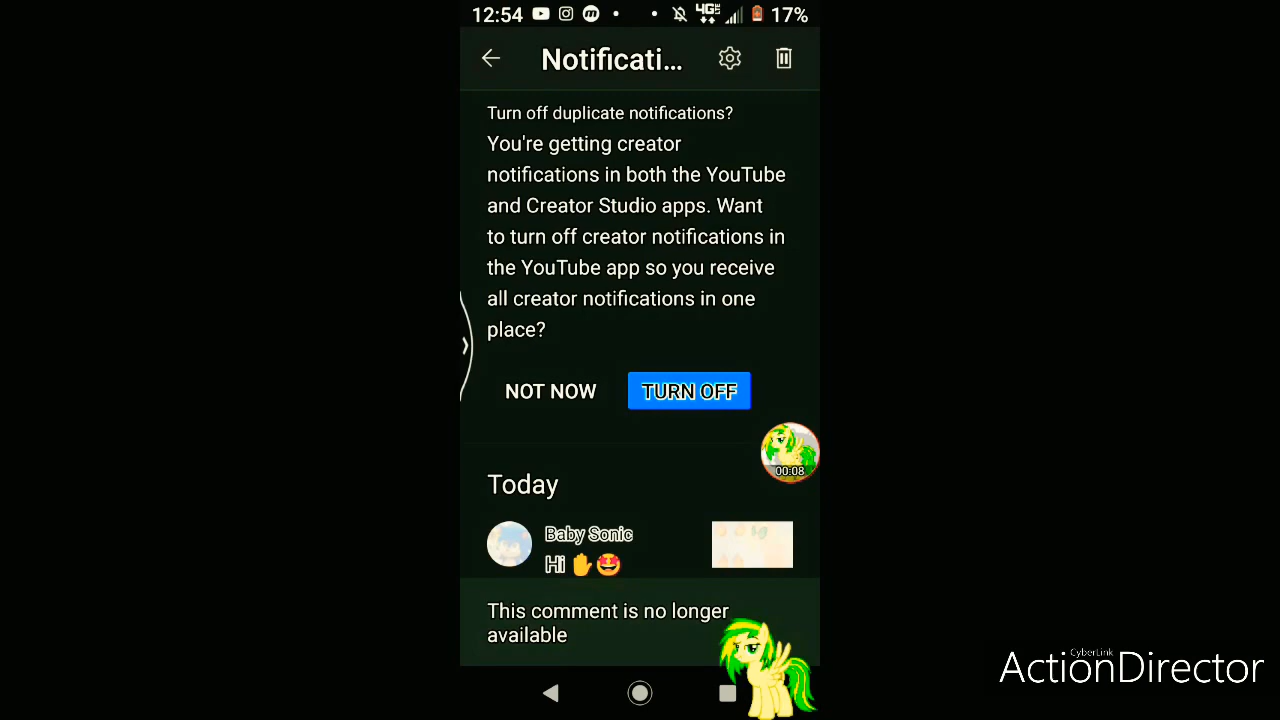 12:54 4G 17%
Notificati...
Turn off duplicate notifications?
You're getting creator
notifications in both the YouTube
and Creator Studio apps. Want
to turn off creator notifications in
the YouTube app so you receive
all creator notifications in one
place?
NOT NOW TURN OFF
00:08
Today
Baby Sonic
Hi ✋🤩
This comment is no longer
available
CyberLink
ActionDirector